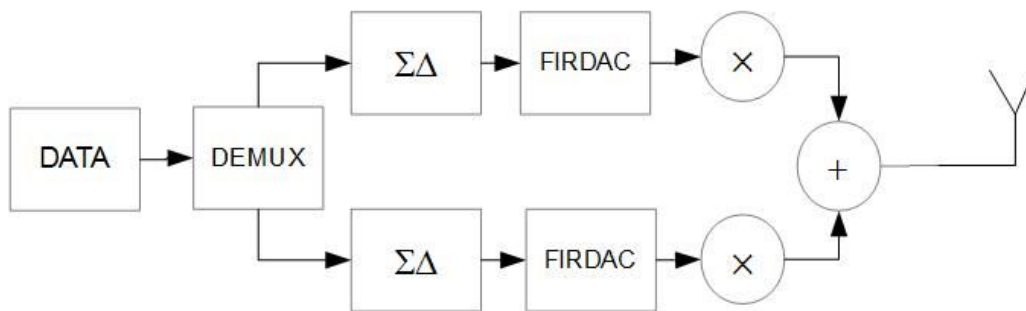 ΣΔ
FIRDAC
×
DATA
DEMUX
+
ΣΔ
FIRDAC
×